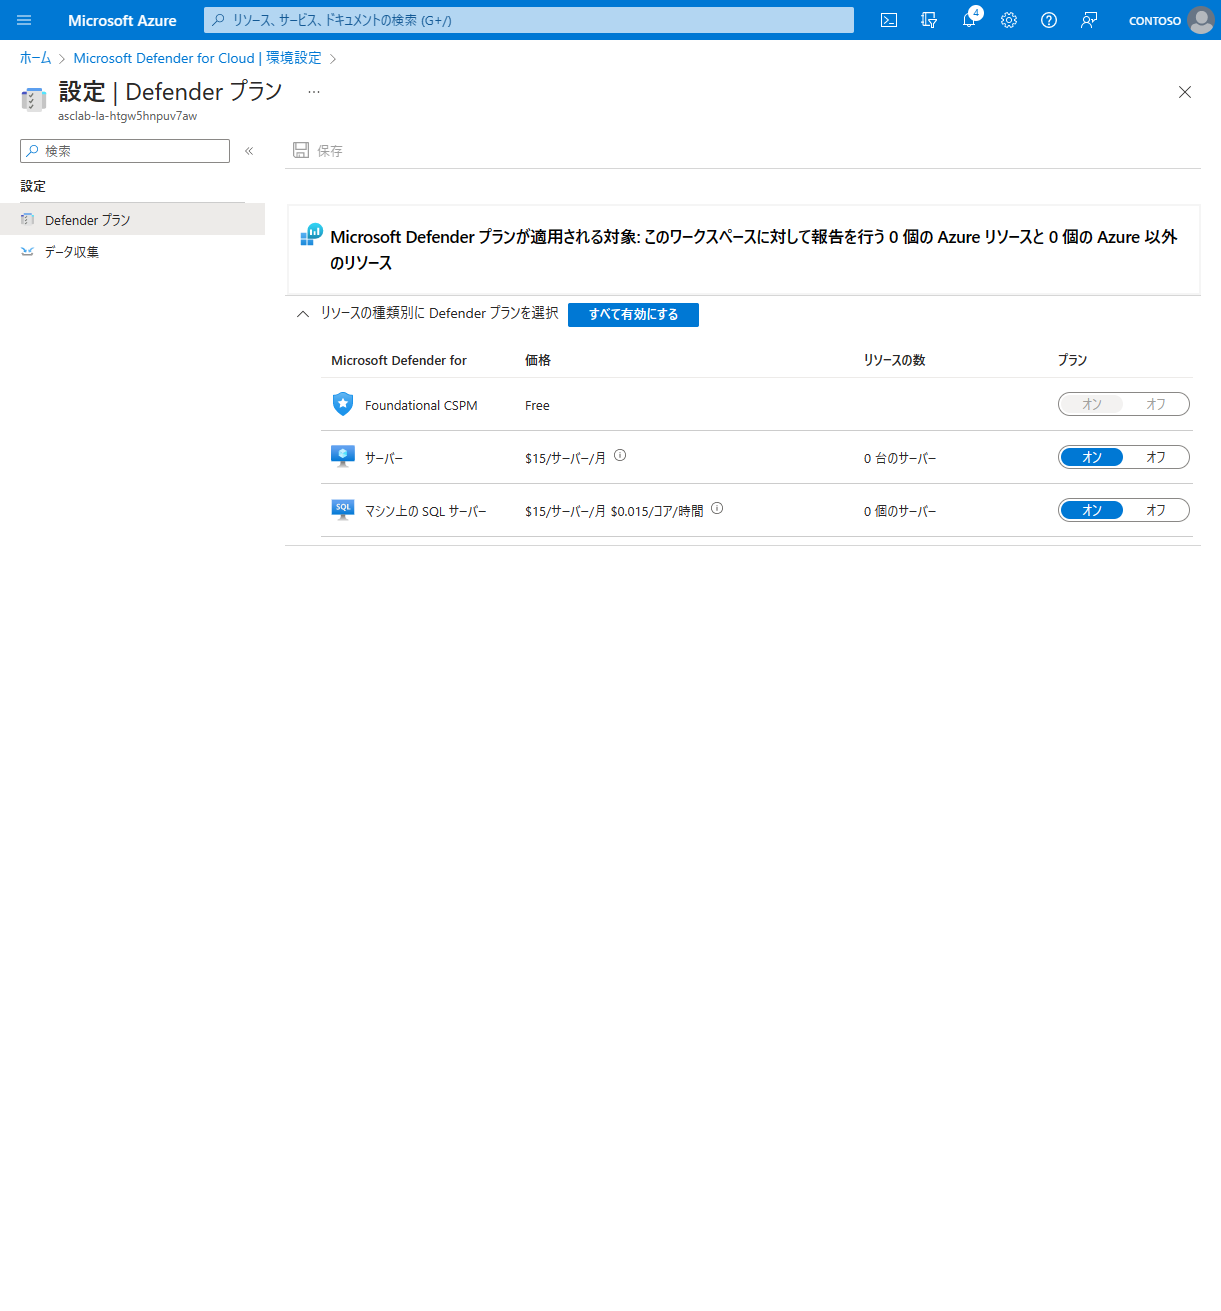 Microsoft Azure
リソース、サービス、ドキュメントの検索 (G+/)
4
CONTOSO
ホーム
Microsoft Defender for Cloud | 環境設定
設定 | Defender プラン
asclab-la-htgw5hnpuv7aw
検索
保存
設定
Defender プラン
データ収集
Microsoft Defender プランが適用される対象: このワークスペースに対して報告を行う 0 個の Azure リソースと 0 個の Azure 以外
のリソース
リソースの種類別に Defender プランを選択
すべて有効にする
Microsoft Defender for 価格 リソースの数 プラン
Foundational CSPM Free オン オフ
サーバー $15/サーバー/月 0 台のサーバー オン オフ
SQL マシン上の SQL サーバー $15/サーバー/月 $0.015/コア/時間 0 個のサーバー オン オフ